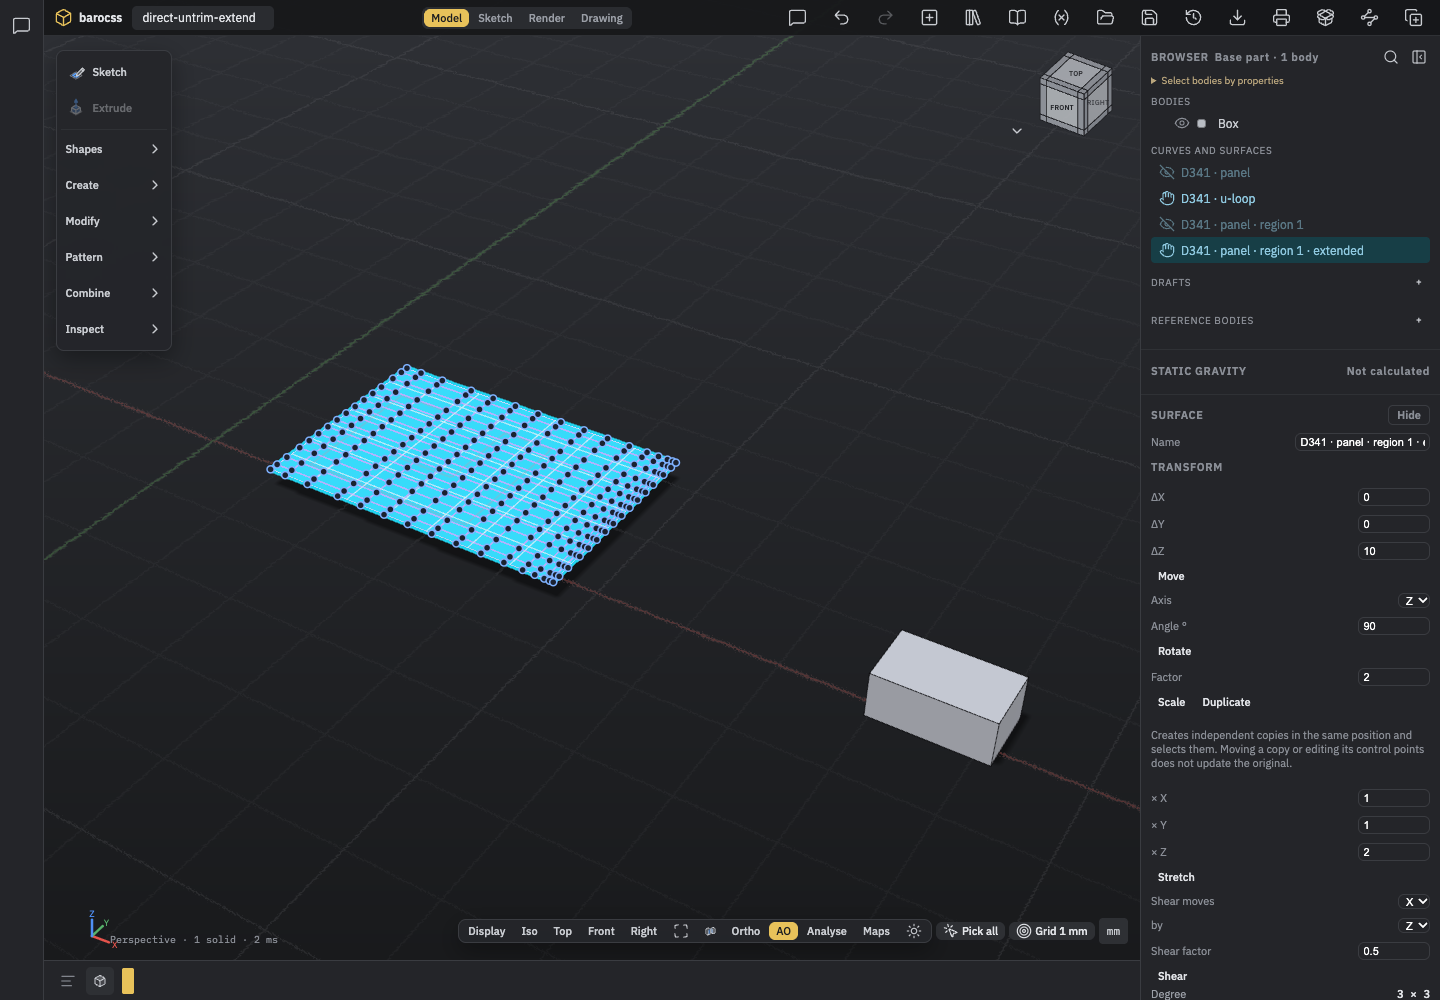 barocss
direct-untrim-extend
Model Sketch Render Drawing
Sketch
Extrude
Shapes
Create
Modify
Pattern
Combine
Inspect
TOP
FRONT
RIGHT
BROWSER Base part · 1 body
Select bodies by properties
BODIES
Box
CURVES AND SURFACES
D341 · panel
D341 · u-loop
D341 · panel · region 1
D341 · panel · region 1 · extended
DRAFTS +
REFERENCE BODIES +
STATIC GRAVITY Not calculated
SURFACE Hide
Name D341 · panel · region 1 ·
TRANSFORM
ΔX 0
ΔY 0
ΔZ 10
Move
Axis Z
Angle ° 90
Rotate
Factor 2
Scale Duplicate
Creates independent copies in the same position and
selects them. Moving a copy or editing its control points
does not update the original.
× X 1
× Y 1
× Z 2
Stretch
Shear moves X
by Z
Shear factor 0.5
Shear
Degree 3 × 3
Z
Y
X
Perspective · 1 solid · 2 ms
Display Iso Top Front Right Ortho AO Analyse Maps Pick all Grid 1 mm mm